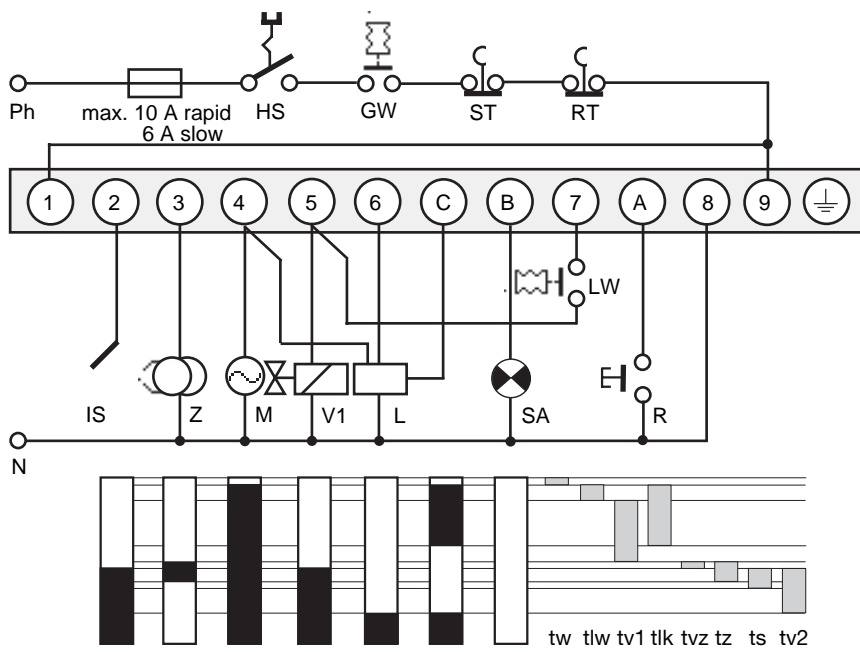 Ph max. 10 A rapid HS GW ST RT
6 A slow
1 2 3 4 5 6 C B 7 A 8 9
LW
IS Z M V1 L SA R
N
tw tlw tv1 tlk tvz tz ts tv2